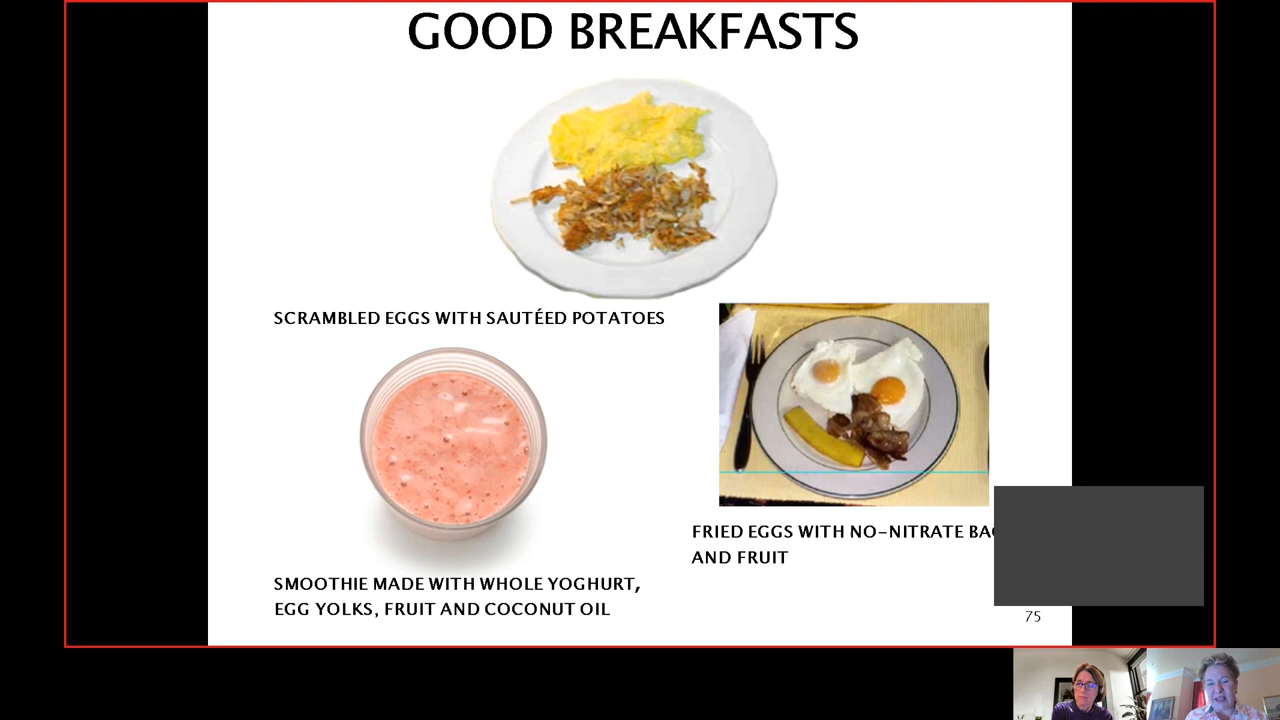 GOOD BREAKFASTS
SCRAMBLED EGGS WITH SAUTÉED POTATOES
FRIED EGGS WITH NO-NITRATE
AND FRUIT
SMOOTHIE MADE WITH WHOLE YOGHURT,
EGG YOLKS, FRUIT AND COCONUT OIL
75